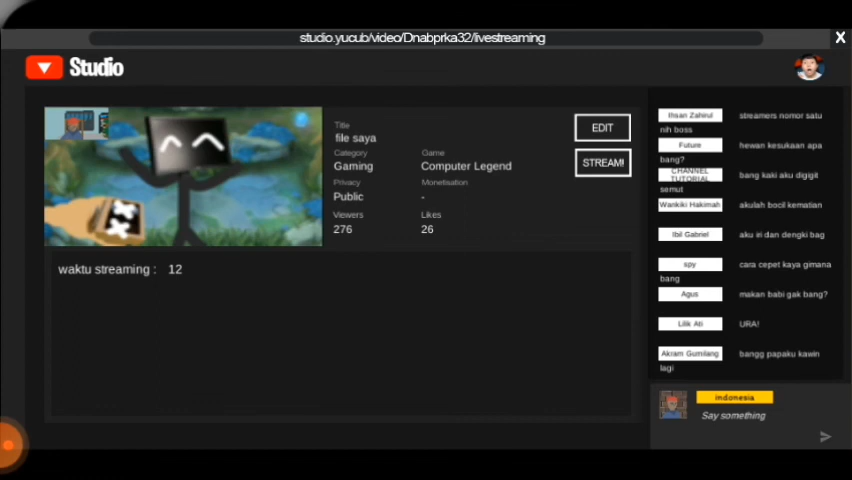 studio.yucub/video/Dnabprka32/livestreaming
X
Studio
Title
file saya
Category
Gaming
Game
Computer Legend
Privacy
Public
Monetisation
-
Viewers
276
Likes
26
EDIT
STREAM!
waktu streaming : 12
Ihsan Zahirul streamers nomor satu
nih boss
Future hewan kesukaan apa
bang?
CHANNEL TUTORIAL bang kaki aku digigit
semut
Wankiki Hakimah akulah bocil kematian
Ibil Gabriel aku iri dan dengki bag
spy cara cepet kaya gimana
bang
Agus makan babi gak bang?
Lilik Ati URA!
Akram Gumilang bangg papaku kawin
lagi
indonesia
Say something